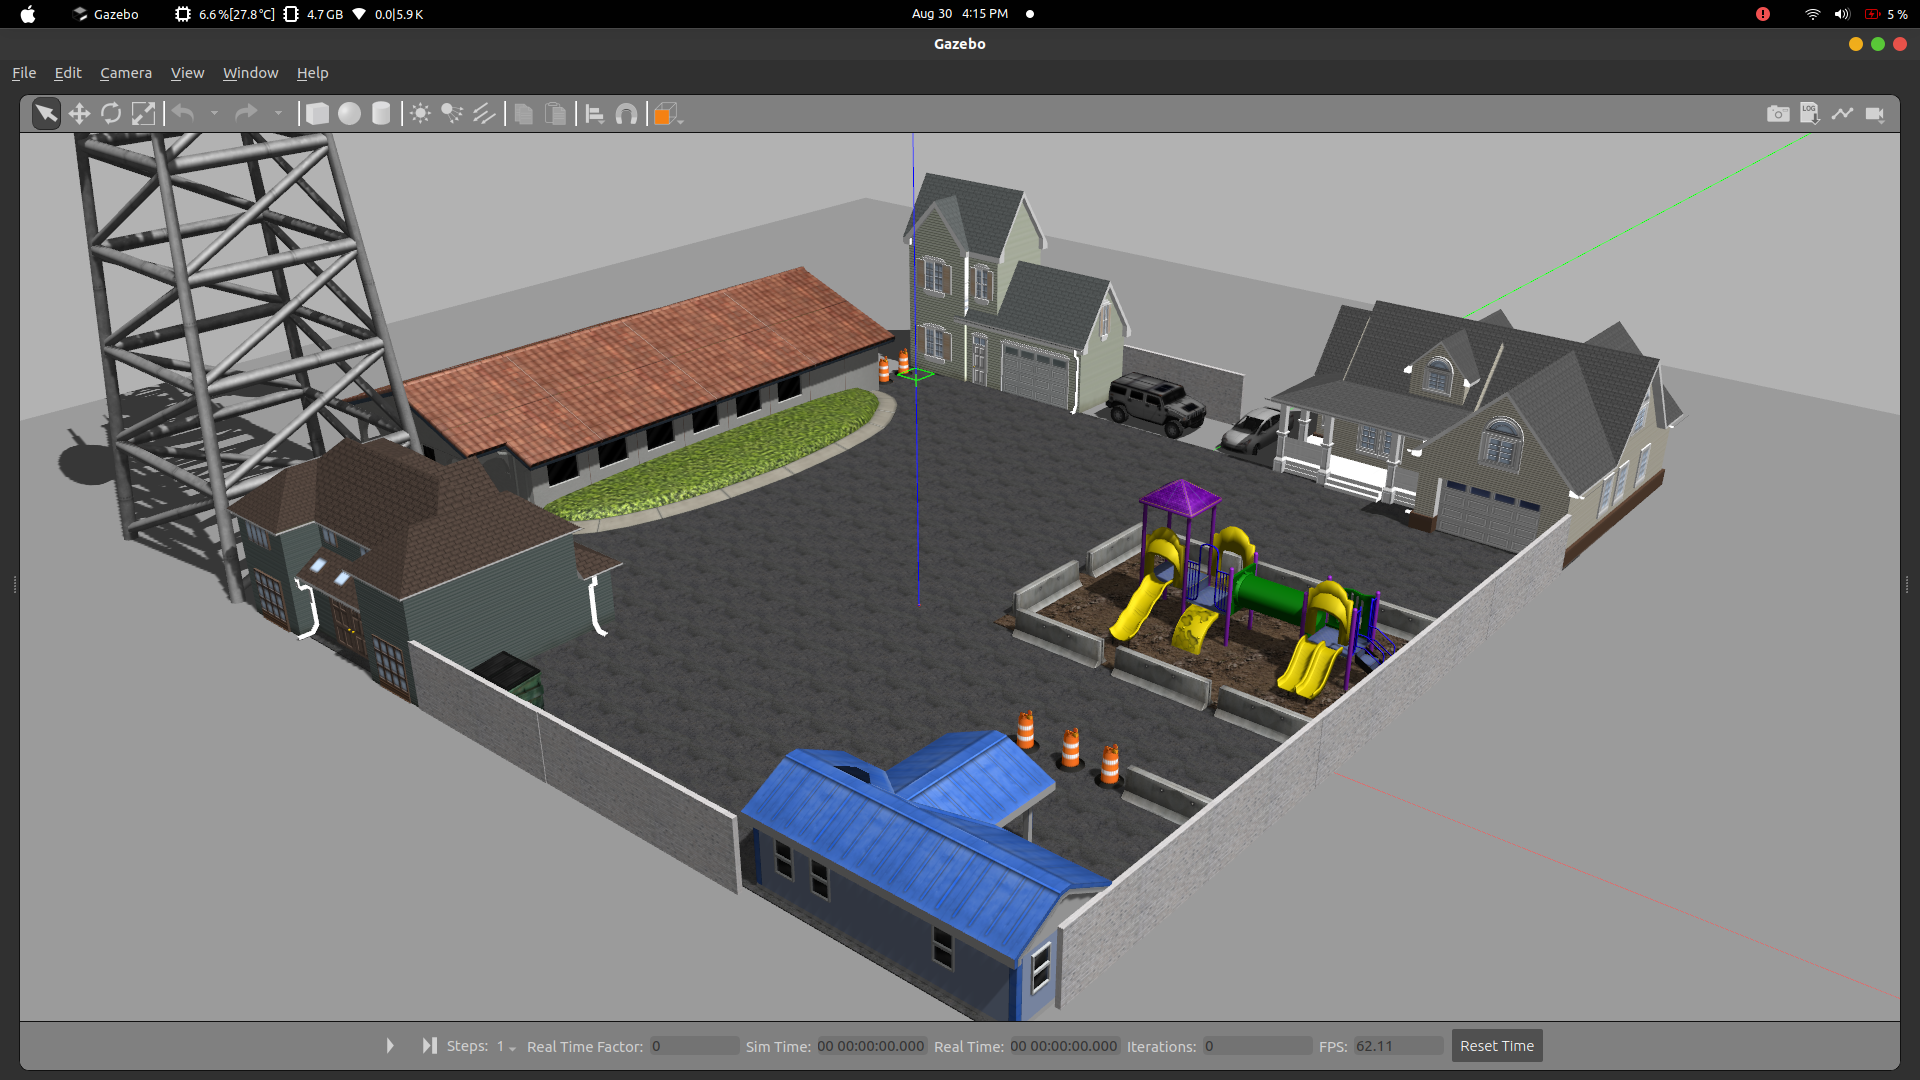 Gazebo 6.6 %[27.8°C] 4.7 GB 0.0|5.9 K Aug 30 4:15 PM 5 %
Gazebo
File Edit Camera View Window Help
LOG
Steps: 1 Real Time Factor: 0 Sim Time: 00 00:00:00.000 Real Time: 00 00:00:00.000 Iterations: 0 FPS: 62.11 Reset Time